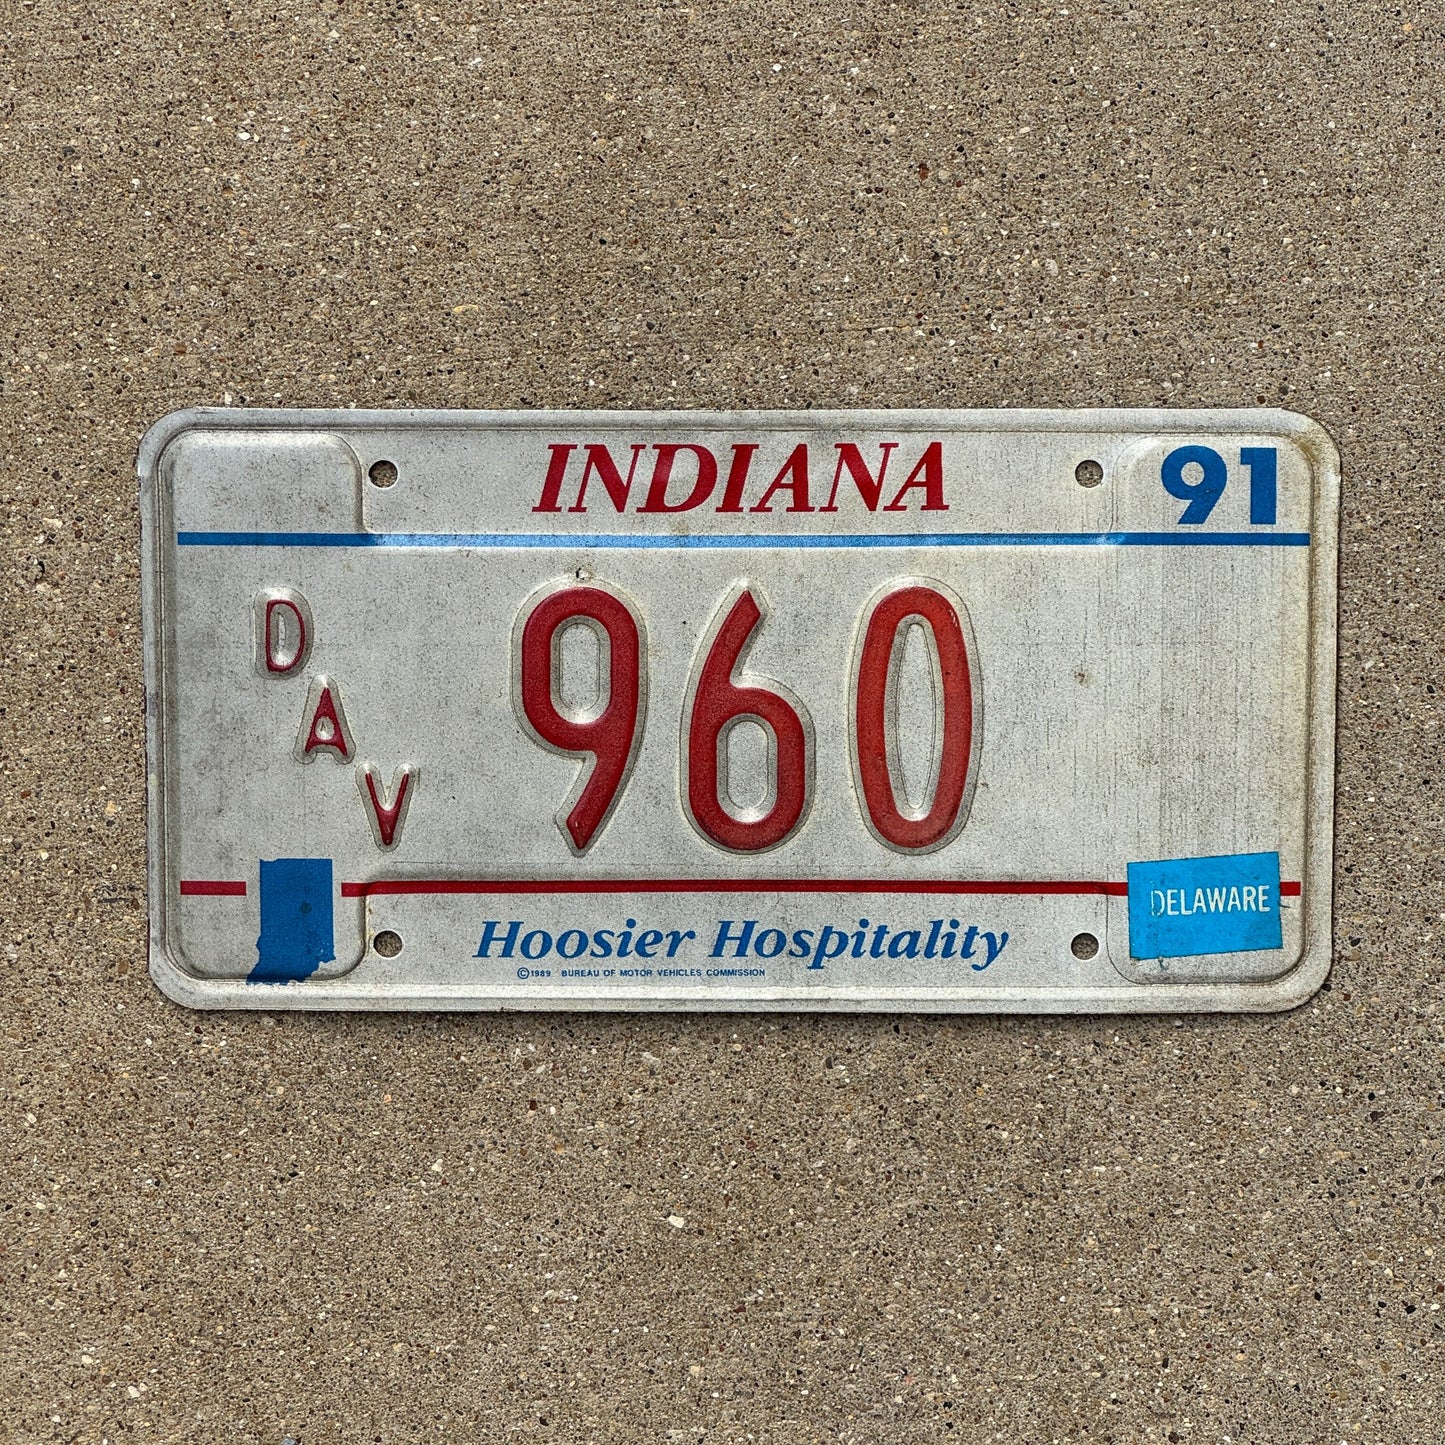 INDIANA 91
DAV 960
DELAWARE
Hoosier Hospitality
©1989 BUREAU OF MOTOR VEHICLES COMMISSION